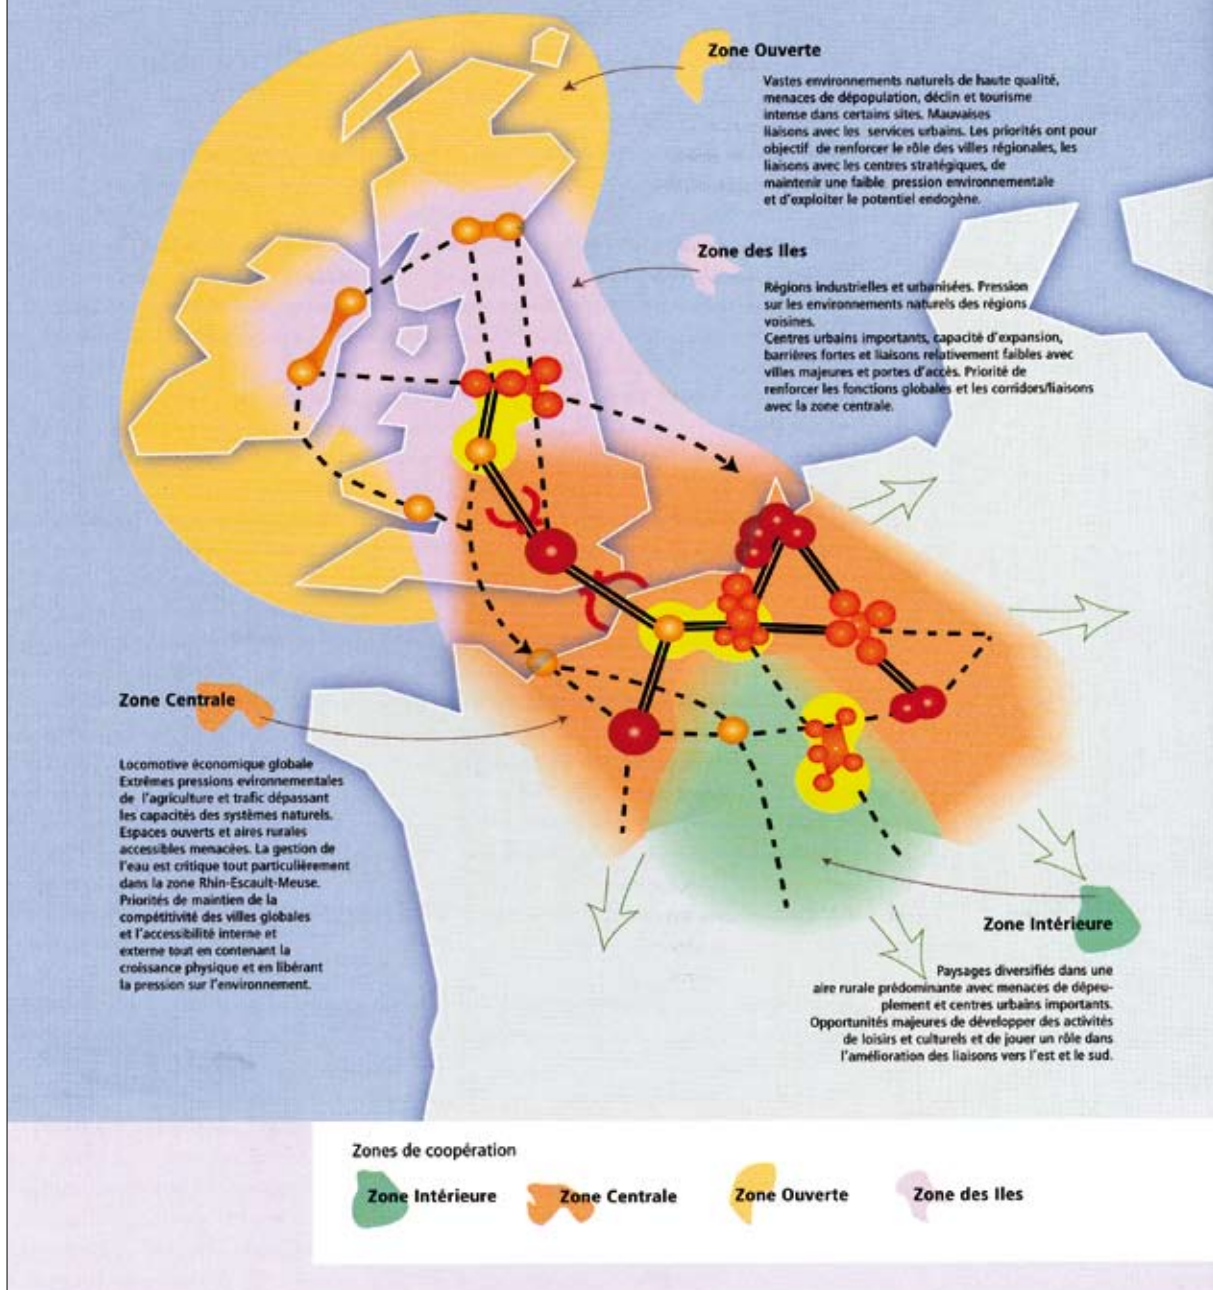 Zone Ouverte
Vastes environnements naturels de haute qualité,
menaces de dépopulation, déclin et tourisme
intense dans certains sites. Mauvaises
liaisons avec les services urbains. Les priorités ont pour
objectif de renforcer le rôle des villes régionales, les
liaisons avec les centres stratégiques, de
maintenir une faible pression environnementale
et d'exploiter le potentiel endogène.
Zone des Iles
Régions industrielles et urbanisées. Pression
sur les environnements naturels des régions
voisines.
Centres urbains importants, capacité d'expansion,
barrières fortes et liaisons relativement faibles avec
villes majeures et portes d'accès. Priorité de
renforcer les fonctions globales et les corridors/liaisons
avec la zone centrale.
Zone Centrale
Locomotive économique globale
Extrêmes pressions evironnementales
de l'agriculture et trafic dépassant
les capacités des systèmes naturels.
Espaces ouverts et aires rurales
accessibles menacées. La gestion de
l'eau est critique tout particulièrement
dans la zone Rhin-Escault-Meuse.
Priorités de maintien de la
compétitivité des villes globales
et l'accessibilité interne et
externe tout en contenant la
croissance physique et en libérant
la pression sur l'environnement.
Zone Intérieure
Paysages diversifiés dans une
aire rurale prédominante avec menaces de dépeu-
plement et centres urbains importants.
Opportunités majeures de développer des activités
de loisirs et culturels et de jouer un rôle dans
l'amélioration des liaisons vers l'est et le sud.
Zones de coopération
Zone Intérieure
Zone Centrale
Zone Ouverte
Zone des Iles